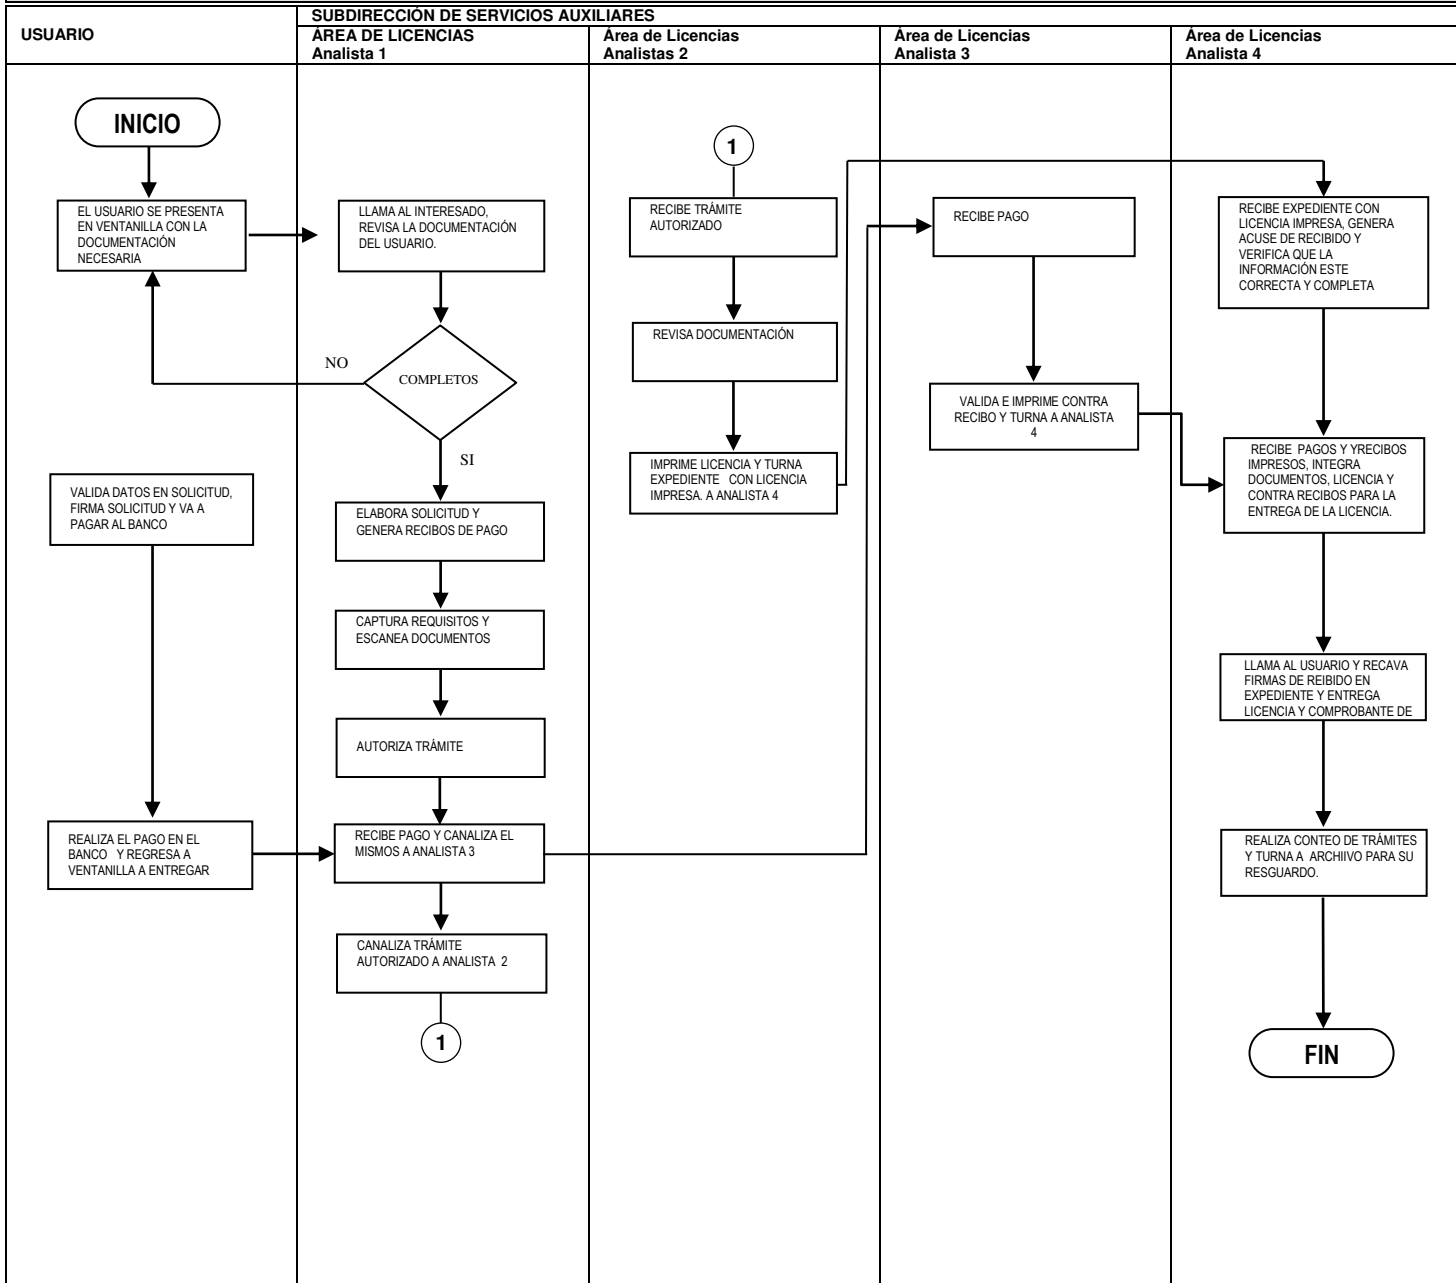 SUBDIRECCIÓN DE SERVICIOS AUXILIARES
USUARIO
ÁREA DE LICENCIAS
Analista 1
Área de Licencias
Analistas 2
Área de Licencias
Analista 3
Área de Licencias
Analista 4
INICIO
EL USUARIO SE PRESENTA
EN VENTANILLA CON LA
DOCUMENTACIÓN
NECESARIA
VALIDA DATOS EN SOLICITUD,
FIRMA SOLICITUD Y VA A
PAGAR AL BANCO
REALIZA EL PAGO EN EL
BANCO Y REGRESA A
VENTANILLA A ENTREGAR
LLAMA AL INTERESADO,
REVISA LA DOCUMENTACIÓN
DEL USUARIO.
NO
COMPLETOS
SI
ELABORA SOLICITUD Y
GENERA RECIBOS DE PAGO
CAPTURA REQUISITOS Y
ESCANEA DOCUMENTOS
AUTORIZA TRÁMITE
RECIBE PAGO Y CANALIZA EL
MISMOS A ANALISTA 3
CANALIZA TRÁMITE
AUTORIZADO A ANALISTA 2
1
1
RECIBE TRÁMITE
AUTORIZADO
REVISA DOCUMENTACIÓN
IMPRIME LICENCIA Y TURNA
EXPEDIENTE CON LICENCIA
IMPRESA. A ANALISTA 4
RECIBE PAGO
VALIDA E IMPRIME CONTRA
RECIBO Y TURNA A ANALISTA
4
RECIBE EXPEDIENTE CON
LICENCIA IMPRESA, GENERA
ACUSE DE RECIBIDO Y
VERIFICA QUE LA
INFORMACIÓN ESTE
CORRECTA Y COMPLETA
RECIBE PAGOS Y YRECIBOS
IMPRESOS, INTEGRA
DOCUMENTOS, LICENCIA Y
CONTRA RECIBOS PARA LA
ENTREGA DE LA LICENCIA.
LLAMA AL USUARIO Y RECAVA
FIRMAS DE REIBIDO EN
EXPEDIENTE Y ENTREGA
LICENCIA Y COMPROBANTE DE
REALIZA CONTEO DE TRÁMITES
Y TURNA A ARCHIIVO PARA SU
RESGUARDO.
FIN